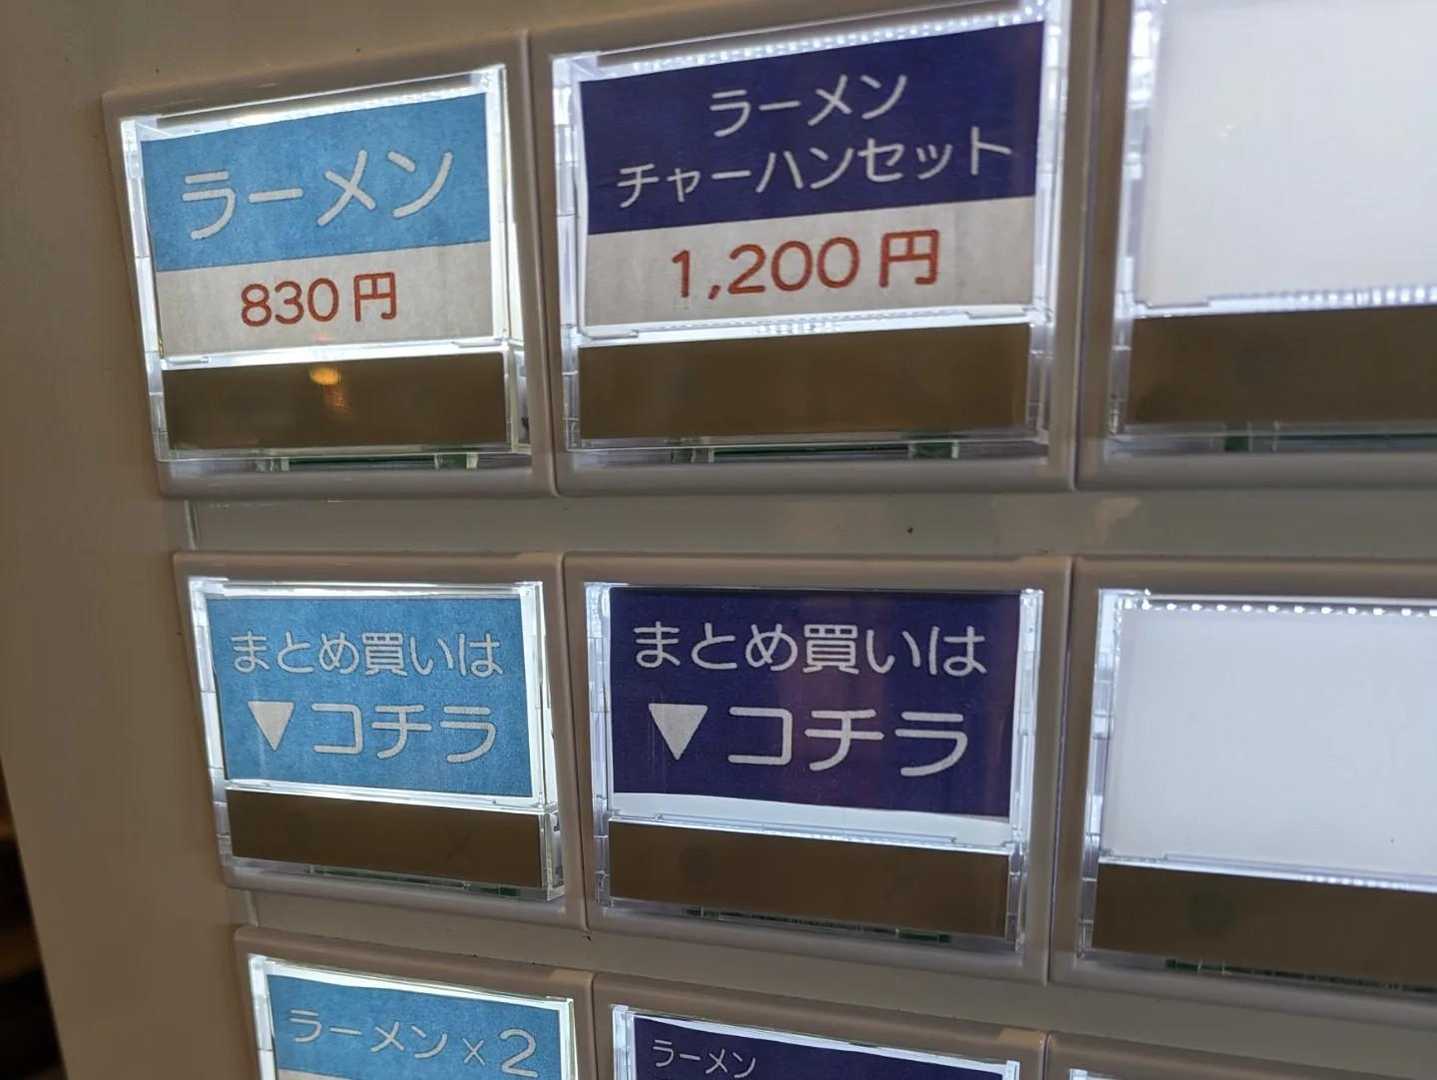 ラーメン
830円
ラーメン
チャーハンセット
1,200円
まとめ買いは
▼コチラ
まとめ買いは
▼コチラ
ラーメン×2
ラーメン